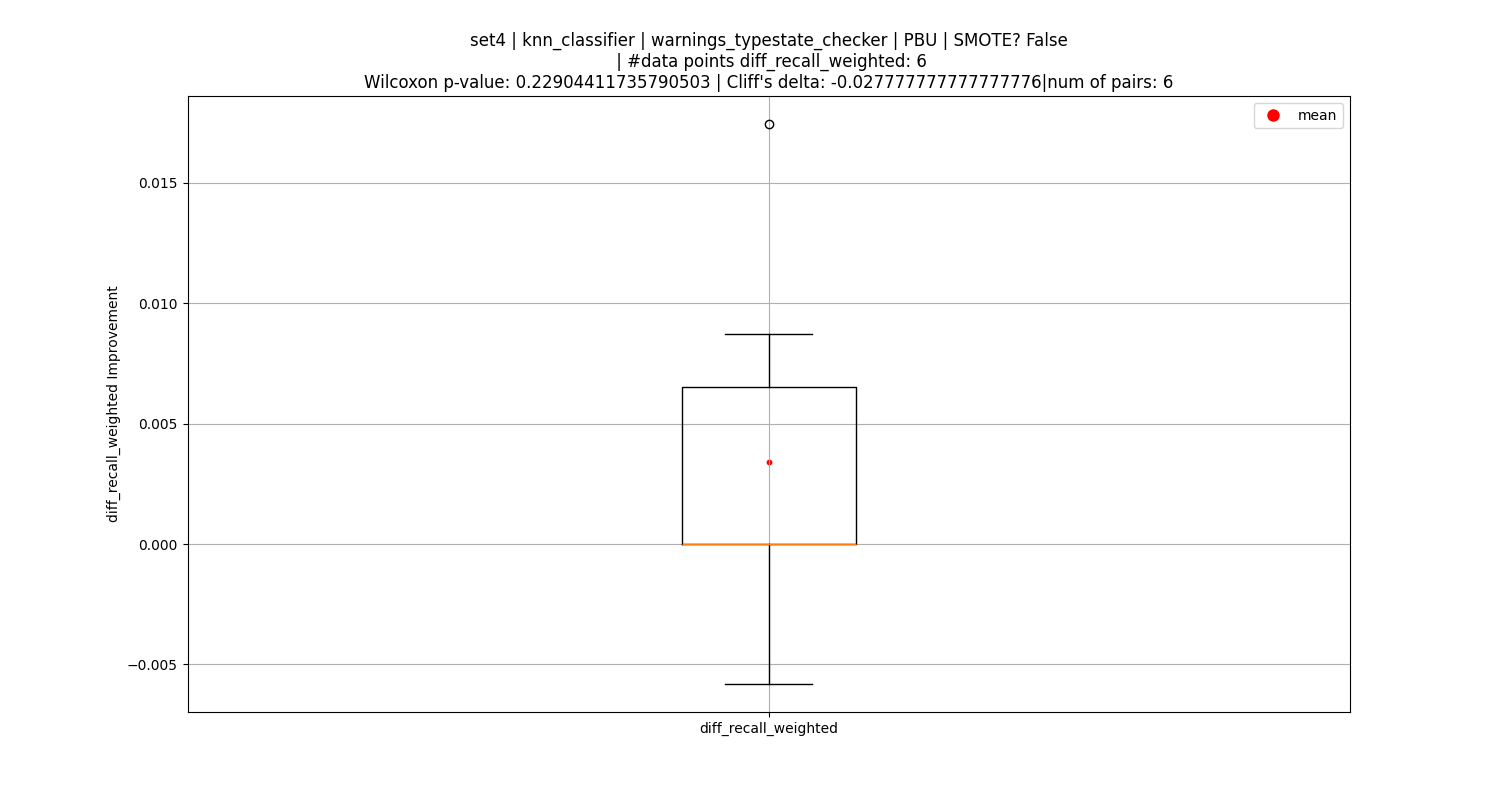 set4 | knn_classifier | warnings_typestate_checker | PBU | SMOTE? False
| #data points diff_recall_weighted: 6
Wilcoxon p-value: 0.22904411735790503 | Cliff's delta: -0.027777777777777776|num of pairs: 6
mean
0.015
0.010
0.005
0.000
−0.005
diff_recall_weighted Improvement
diff_recall_weighted